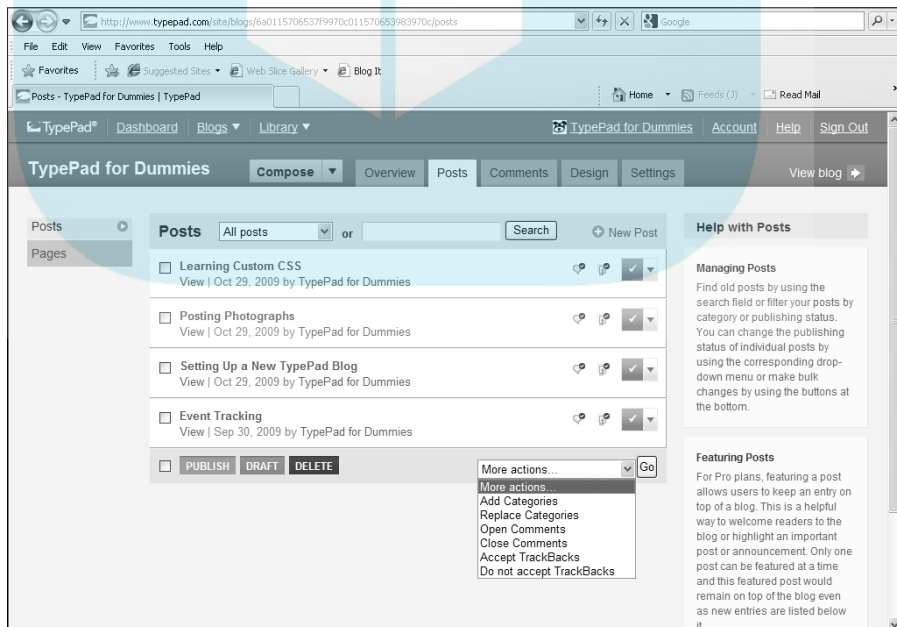 http://www.typepad.com/site/blogs/6a0115706537f9970c011570653983970c/posts
Google
File Edit View Favorites Tools Help
Favorites Suggested Sites Web Slice Gallery Blog It
Posts - TypePad for Dummies | TypePad
Home Feeds (J) Read Mail
TypePad® Dashboard Blogs Library TypePad for Dummies Account Help Sign Out
TypePad for Dummies Compose Overview Posts Comments Design Settings View blog
Posts
Pages
Posts All posts or Search New Post
Learning Custom CSS
View | Oct 29, 2009 by TypePad for Dummies
Posting Photographs
View | Oct 29, 2009 by TypePad for Dummies
Setting Up a New TypePad Blog
View | Oct 29, 2009 by TypePad for Dummies
Event Tracking
View | Sep 30, 2009 by TypePad for Dummies
PUBLISH DRAFT DELETE More actions... Go
More actions...
Add Categories
Replace Categories
Open Comments
Close Comments
Accept TrackBacks
Do not accept TrackBacks
Help with Posts
Managing Posts
Find old posts by using the
search field or filter your posts by
category or publishing status.
You can change the publishing
status of individual posts by
using the corresponding drop-
down menu or make bulk
changes by using the buttons at
the bottom.
Featuring Posts
For Pro plans, featuring a post
allows users to keep an entry on
top of a blog. This is a helpful
way to welcome readers to the
blog or highlight an important
post or announcement. Only one
post can be featured at a time
and this featured post would
remain on top of the blog even
as new entries are listed below
it.